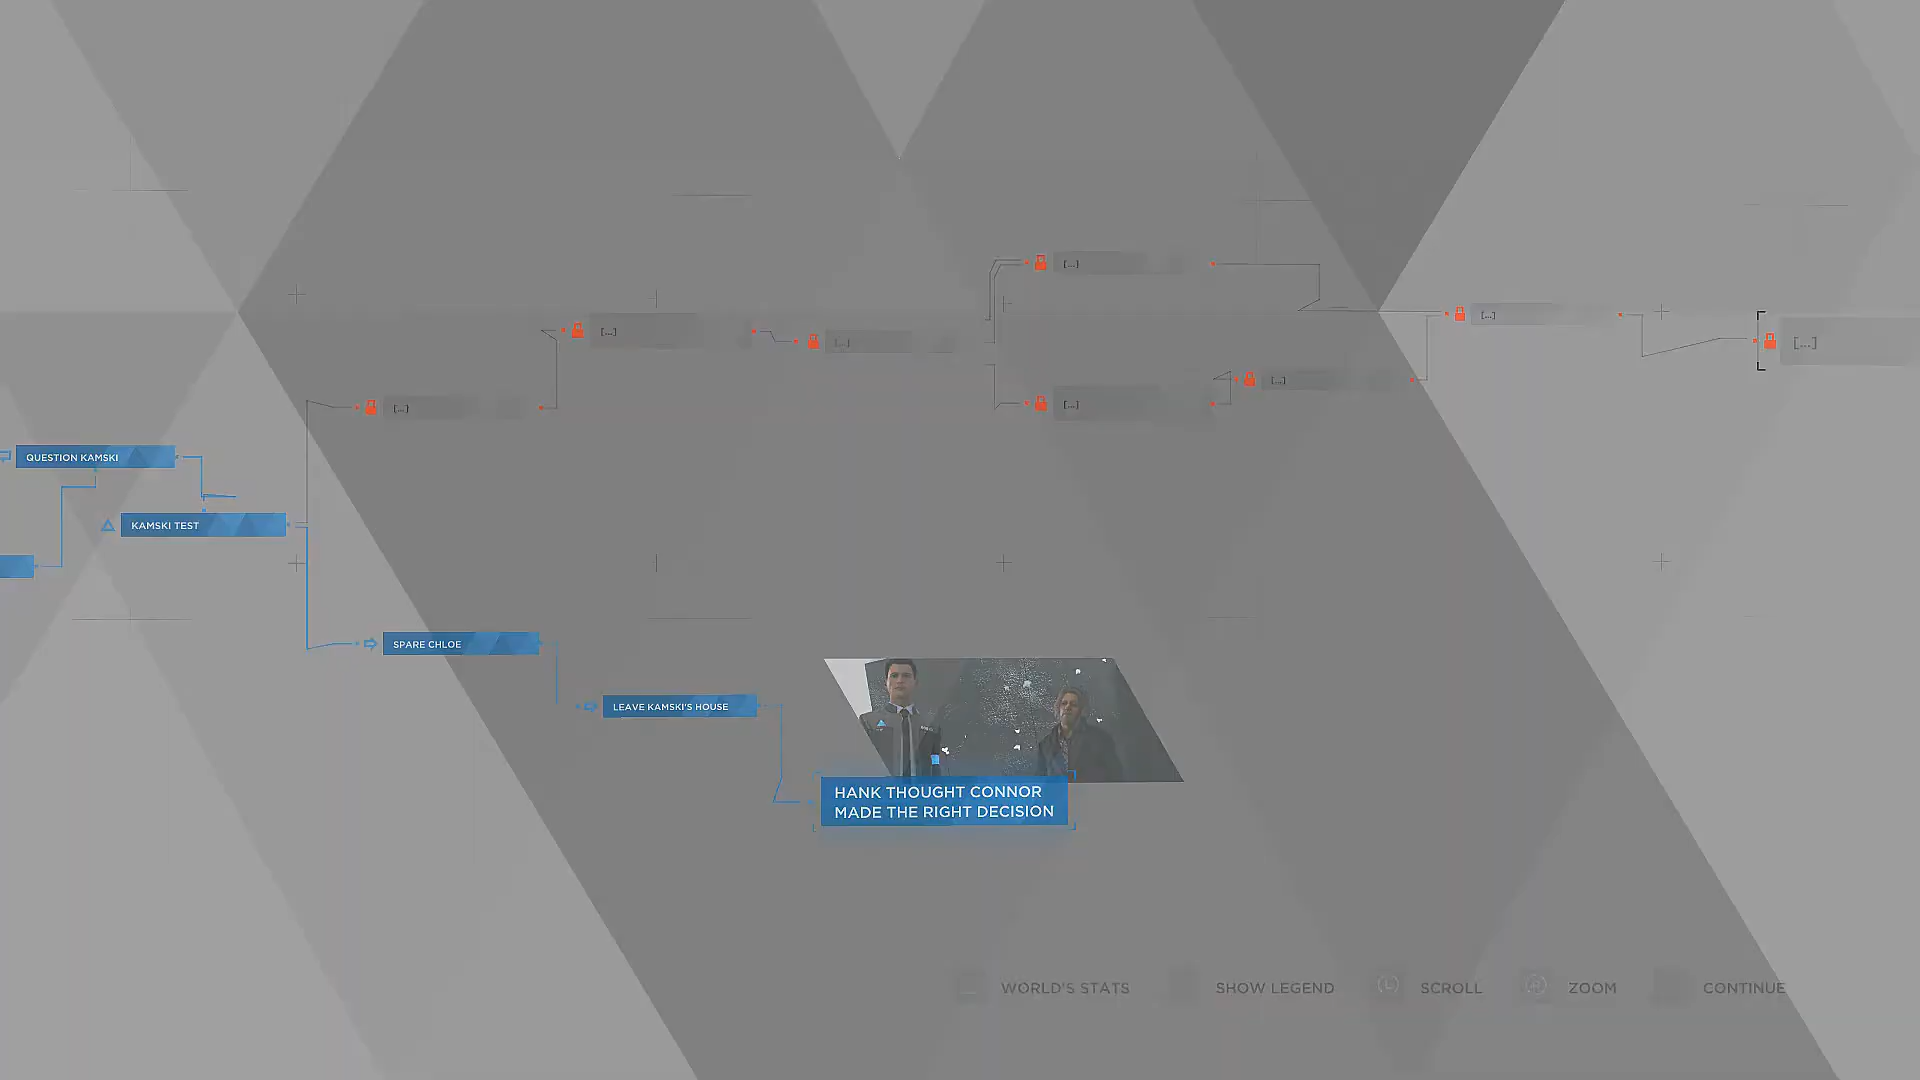 [...]
[...]
[...]
[...]
[...]
[...]
[...]
[...]
QUESTION KAMSKI
KAMSKI TEST
SPARE CHLOE
LEAVE KAMSKI'S HOUSE
HANK THOUGHT CONNOR
MADE THE RIGHT DECISION
WORLD'S STATS
SHOW LEGEND
L SCROLL
R ZOOM
CONTINUE